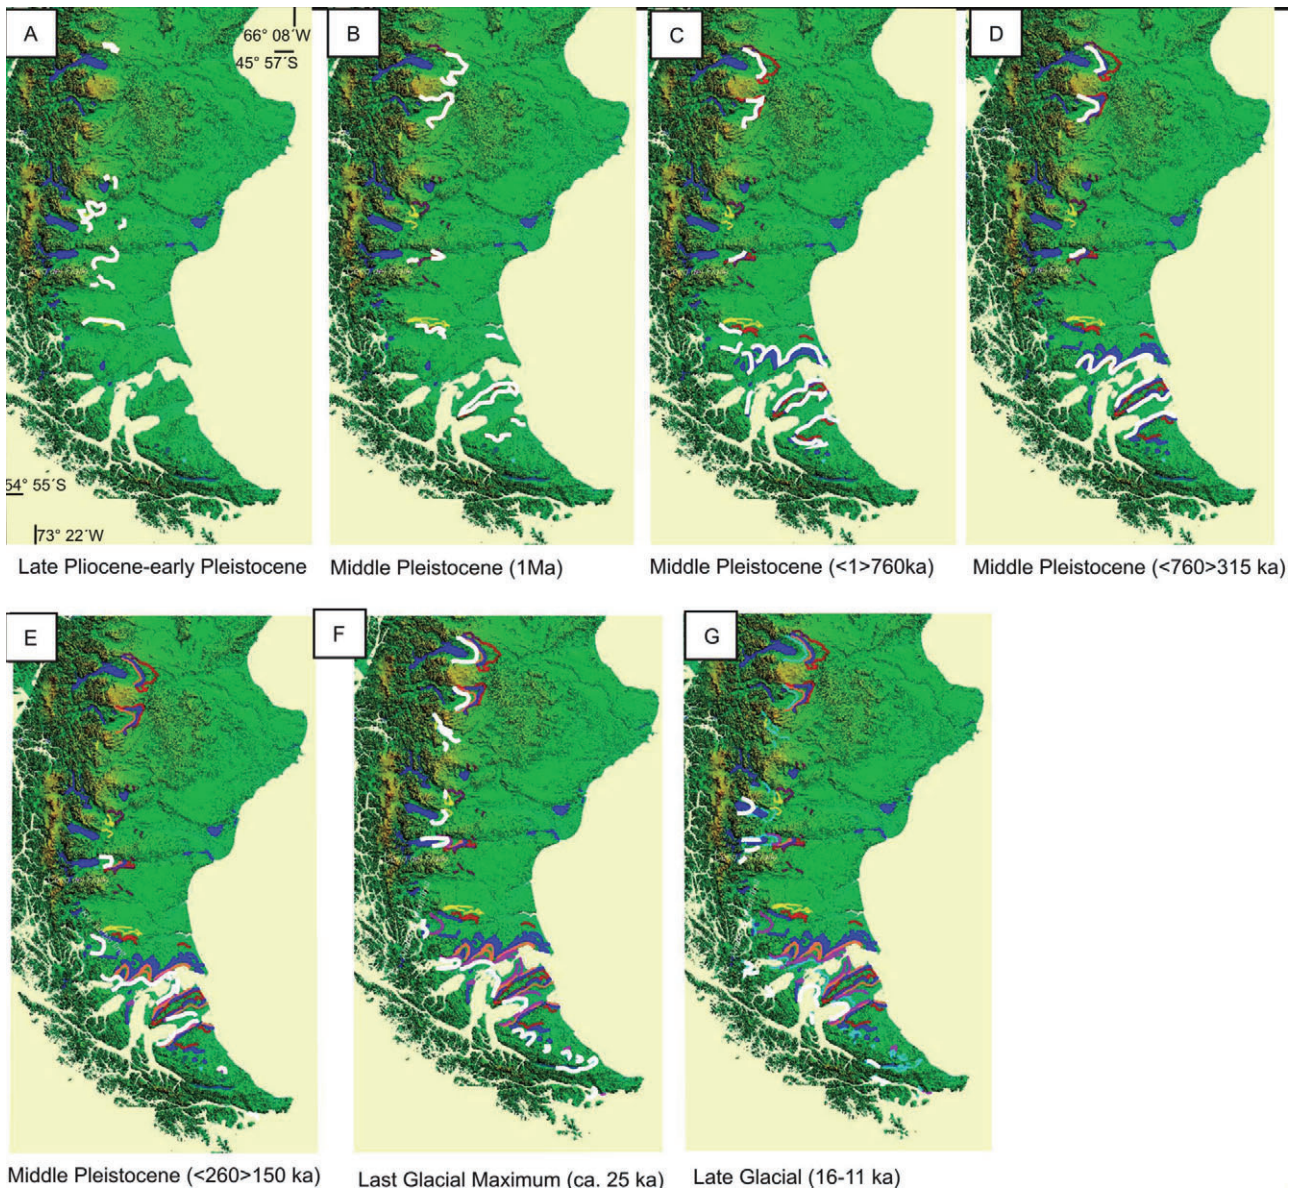 A
66° 08´W
45° 57´S
B
C
D
54° 55´S
73° 22´W
Late Pliocene-early Pleistocene
Middle Pleistocene (1Ma)
Middle Pleistocene (<1>760ka)
Middle Pleistocene (<760>315 ka)
E
F
G
Middle Pleistocene (<260>150 ka)
Last Glacial Maximum (ca. 25 ka)
Late Glacial (16-11 ka)